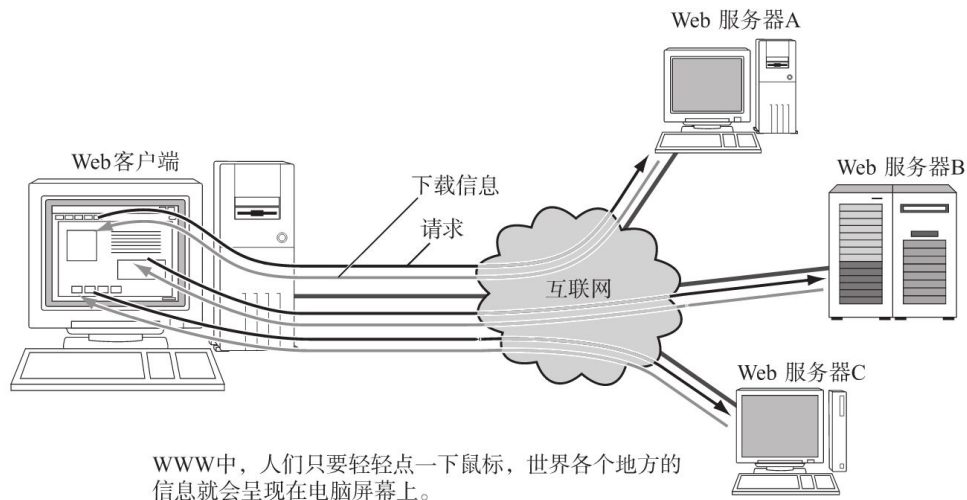 Web 服务器A
Web客户端
Web 服务器B
下载信息
请求
互联网
Web 服务器C
WWW中，人们只要轻轻点一下鼠标，世界各个地方的
信息就会呈现在电脑屏幕上。